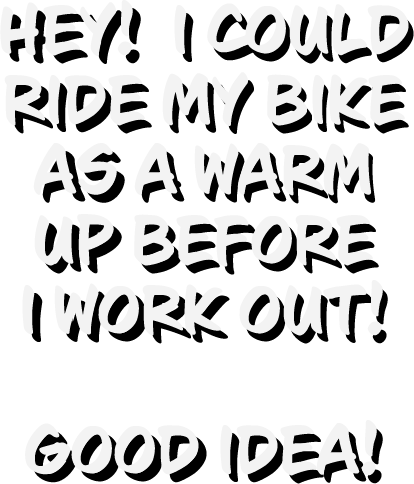 HEY! I COULD
RIDE MY BIKE
AS A WARM
UP BEFORE
I WORK OUT!
GOOD IDEA!